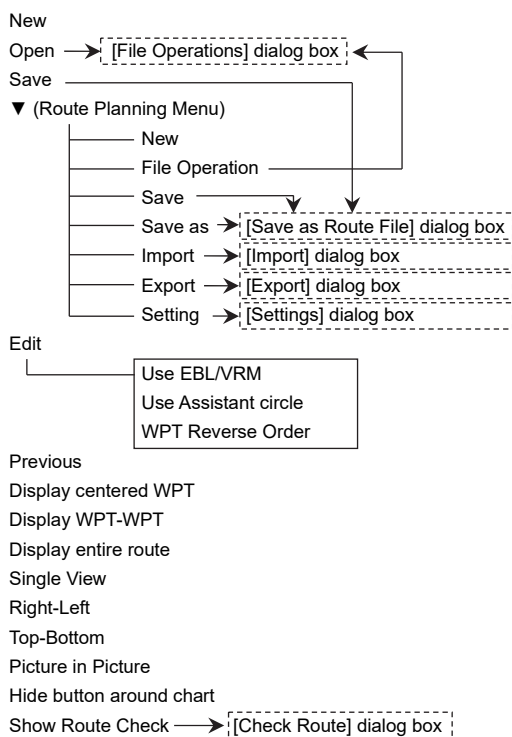 New
Open [File Operations] dialog box
Save
▼ (Route Planning Menu)
New
File Operation
Save
Save as [Save as Route File] dialog box
Import [Import] dialog box
Export [Export] dialog box
Setting [Settings] dialog box
Edit
Use EBL/VRM
Use Assistant circle
WPT Reverse Order
Previous
Display centered WPT
Display WPT-WPT
Display entire route
Single View
Right-Left
Top-Bottom
Picture in Picture
Hide button around chart
Show Route Check [Check Route] dialog box